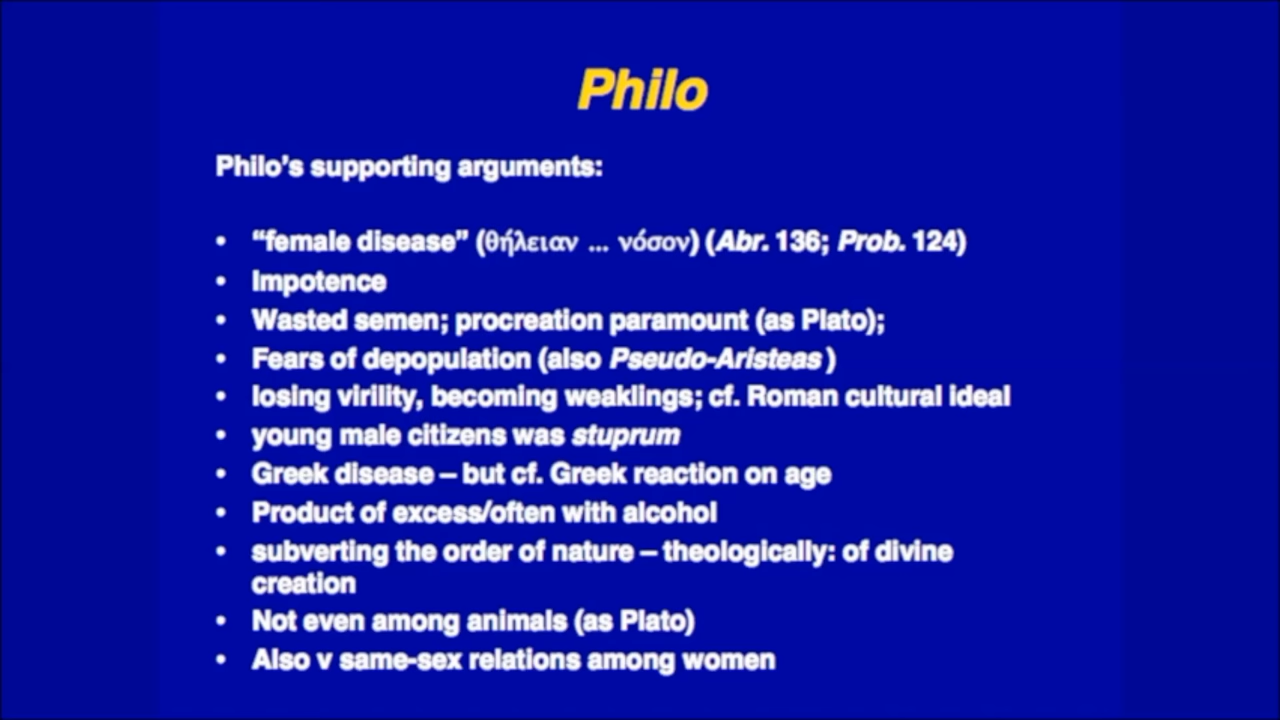 Philo
Philo’s supporting arguments:
• “female disease” (θήλειαν ... νόσον) (Abr. 136; Prob. 124)
• Impotence
• Wasted semen; procreation paramount (as Plato);
• Fears of depopulation (also Pseudo-Aristeas )
• losing virility, becoming weaklings; cf. Roman cultural ideal
• young male citizens was stuprum
• Greek disease – but cf. Greek reaction on age
• Product of excess/often with alcohol
• subverting the order of nature – theologically: of divine
creation
• Not even among animals (as Plato)
• Also v same-sex relations among women